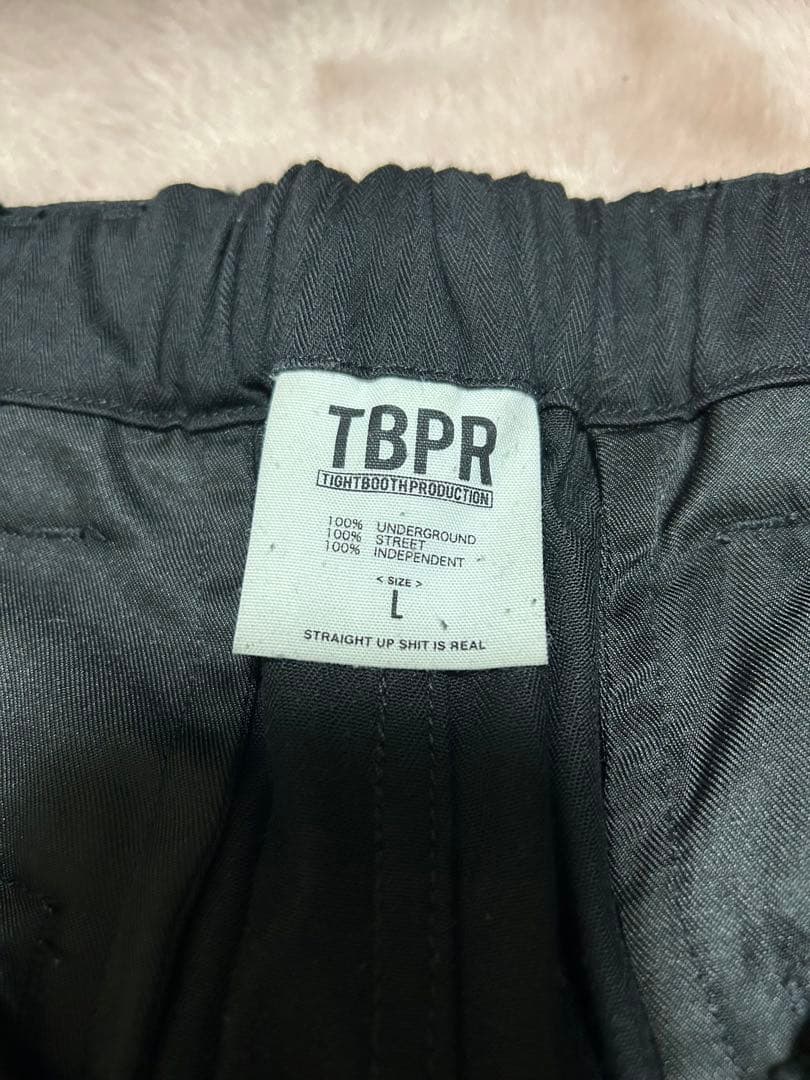 TBPR
TIGHTBOOTHPRODUCTION
100% UNDERGROUND
100% STREET
100% INDEPENDENT
< SIZE >
L
STRAIGHT UP SHIT IS REAL